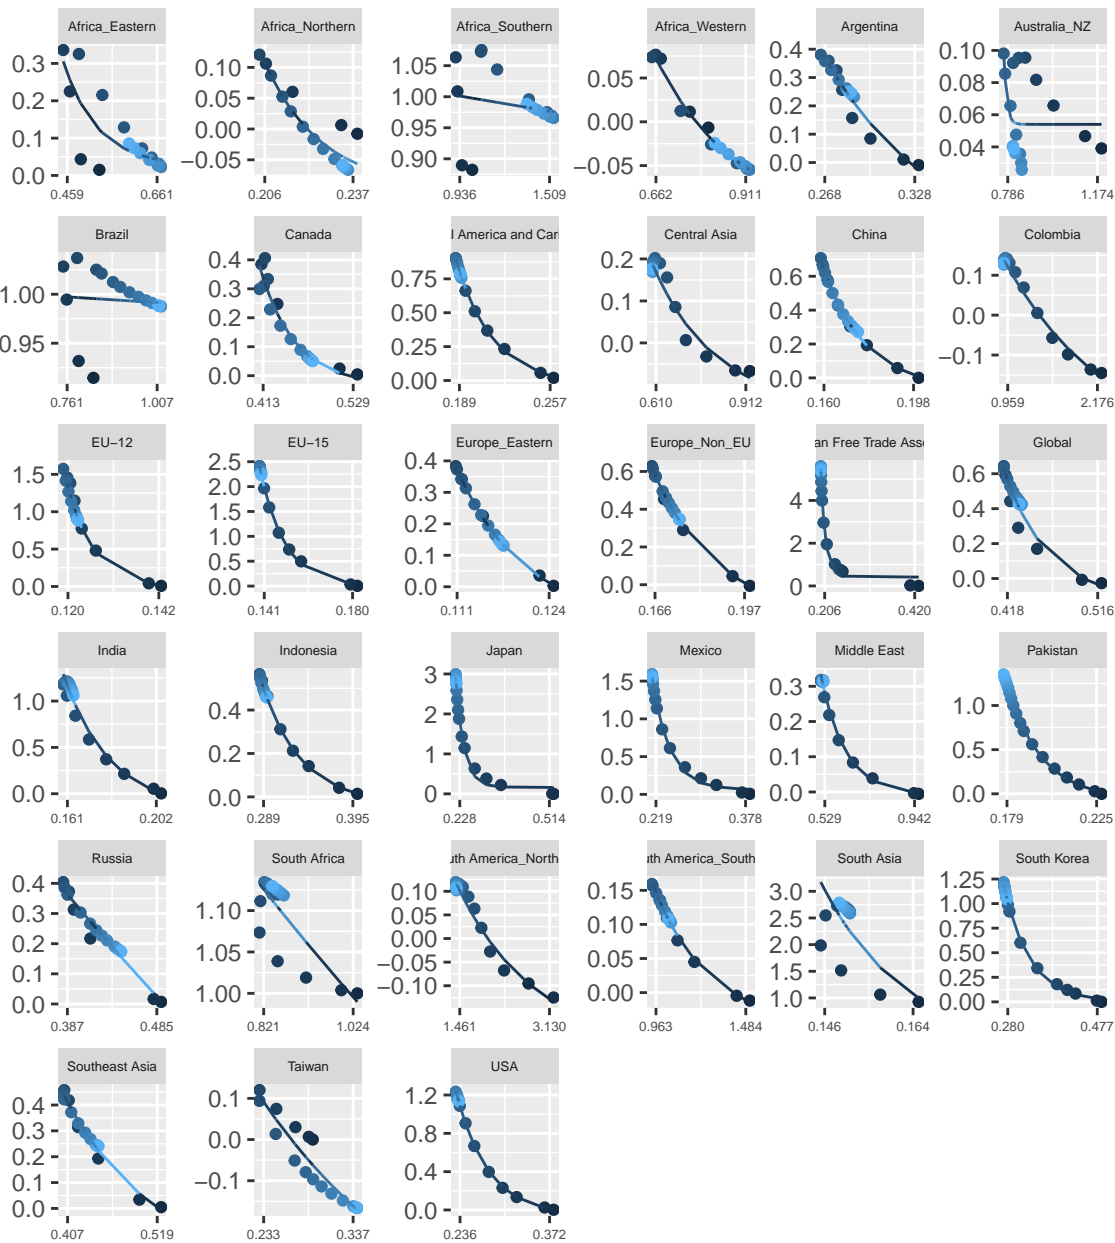 Africa_Eastern Africa_Northern Africa_Southern Africa_Western Argentina Australia_NZ
0.3 0.2 0.1 0.0
0.10 0.05 0.00 −0.05
1.05 1.00 0.95 0.90
0.05 0.00 −0.05
0.4 0.3 0.2 0.1 0.0
0.10 0.08 0.06 0.04
0.459 0.661 0.206 0.237 0.936 1.509 0.662 0.911 0.268 0.328 0.786 1.174
Brazil Canada l America and Cari Central Asia China Colombia
1.00 0.95
0.4 0.3 0.2 0.1 0.0
0.75 0.50 0.25 0.00
0.2 0.1 0.0
0.6 0.4 0.2 0.0
0.1 0.0 −0.1
0.761 1.007 0.413 0.529 0.189 0.257 0.610 0.912 0.160 0.198 0.959 2.176
EU−12 EU−15 Europe_Eastern Europe_Non_EU an Free Trade Asso Global
1.5 1.0 0.5 0.0
2.5 2.0 1.5 1.0 0.5 0.0
0.4 0.3 0.2 0.1 0.0
0.6 0.4 0.2 0.0
4 2 0
0.6 0.4 0.2 0.0
0.120 0.142 0.141 0.180 0.111 0.124 0.166 0.197 0.206 0.420 0.418 0.516
India Indonesia Japan Mexico Middle East Pakistan
1.0 0.5 0.0
0.4 0.2 0.0
3 2 1 0
1.5 1.0 0.5 0.0
0.3 0.2 0.1 0.0
1.0 0.5 0.0
0.161 0.202 0.289 0.395 0.228 0.514 0.219 0.378 0.529 0.942 0.179 0.225
Russia South Africa uth America_North uth America_South South Asia South Korea
0.4 0.3 0.2 0.1 0.0
1.10 1.05 1.00
0.10 0.05 0.00 −0.05 −0.10
0.15 0.10 0.05 0.00
3.0 2.5 2.0 1.5 1.0
1.25 1.00 0.75 0.50 0.25 0.00
0.387 0.485 0.821 1.024 1.461 3.130 0.963 1.484 0.146 0.164 0.280 0.477
Southeast Asia Taiwan USA
0.4 0.3 0.2 0.1 0.0
0.1 0.0 −0.1
1.2 0.8 0.4 0.0
0.407 0.519 0.233 0.337 0.236 0.372